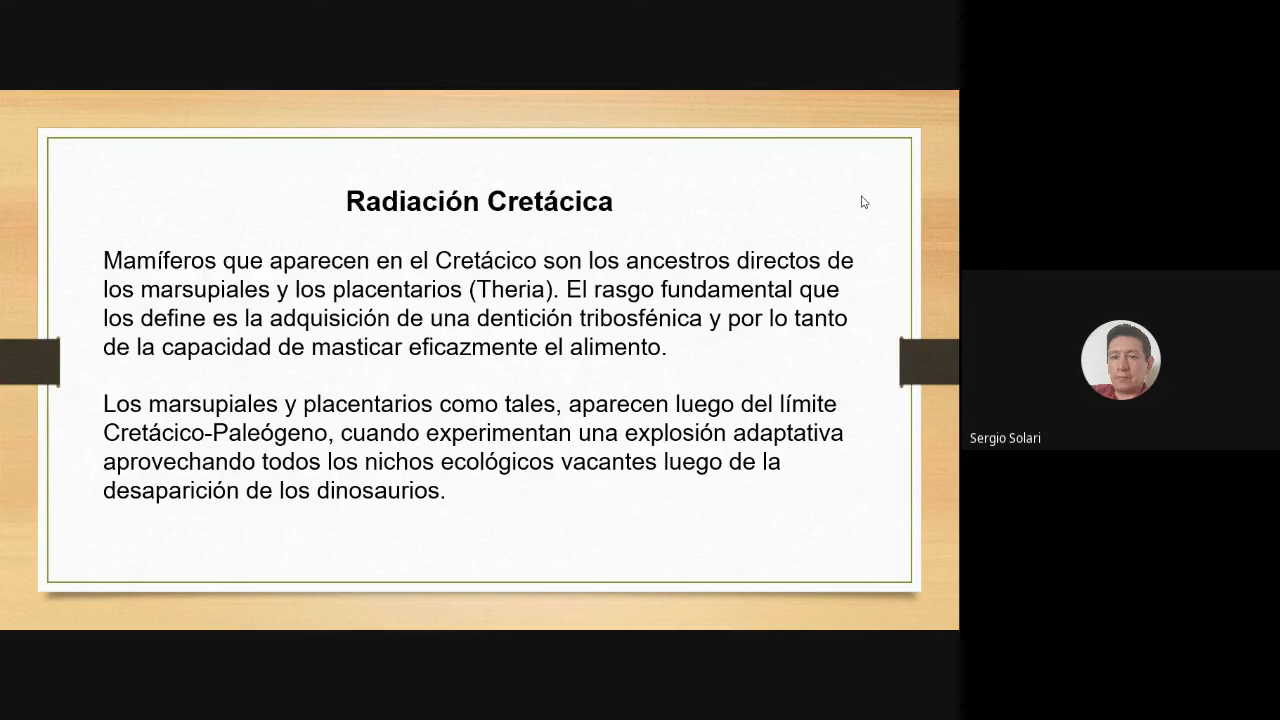 Radiación Cretácica
Mamíferos que aparecen en el Cretácico son los ancestros directos de
los marsupiales y los placentarios (Theria). El rasgo fundamental que
los define es la adquisición de una dentición tribosfénica y por lo tanto
de la capacidad de masticar eficazmente el alimento.
Los marsupiales y placentarios como tales, aparecen luego del límite
Cretácico-Paleógeno, cuando experimentan una explosión adaptativa
aprovechando todos los nichos ecológicos vacantes luego de la
desaparición de los dinosaurios.
Sergio Solari